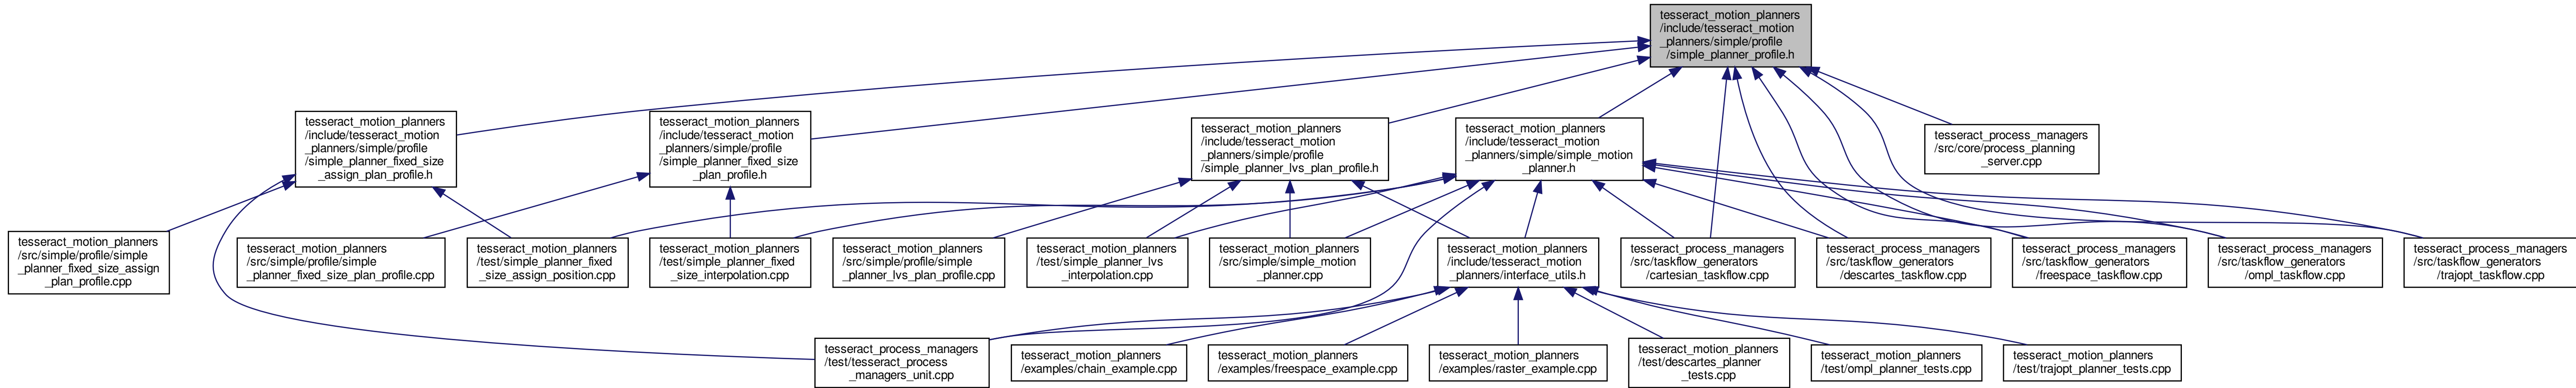 tesseract_motion_planners
/include/tesseract_motion
_planners/simple/profile
/simple_planner_profile.h
tesseract_motion_planners
/include/tesseract_motion
_planners/simple/profile
/simple_planner_fixed_size
_assign_plan_profile.h
tesseract_motion_planners
/include/tesseract_motion
_planners/simple/profile
/simple_planner_fixed_size
_plan_profile.h
tesseract_motion_planners
/include/tesseract_motion
_planners/simple/profile
/simple_planner_lvs_plan_profile.h
tesseract_motion_planners
/include/tesseract_motion
_planners/simple/simple_motion
_planner.h
tesseract_process_managers
/src/core/process_planning
_server.cpp
tesseract_motion_planners
/src/simple/profile/simple
_planner_fixed_size_assign
_plan_profile.cpp
tesseract_motion_planners
/src/simple/profile/simple
_planner_fixed_size_plan_profile.cpp
tesseract_motion_planners
/test/simple_planner_fixed
_size_assign_position.cpp
tesseract_motion_planners
/test/simple_planner_fixed
_size_interpolation.cpp
tesseract_motion_planners
/src/simple/profile/simple
_planner_lvs_plan_profile.cpp
tesseract_motion_planners
/test/simple_planner_lvs
_interpolation.cpp
tesseract_motion_planners
/src/simple/simple_motion
_planner.cpp
tesseract_motion_planners
/include/tesseract_motion
_planners/interface_utils.h
tesseract_process_managers
/src/taskflow_generators
/cartesian_taskflow.cpp
tesseract_process_managers
/src/taskflow_generators
/descartes_taskflow.cpp
tesseract_process_managers
/src/taskflow_generators
/freespace_taskflow.cpp
tesseract_process_managers
/src/taskflow_generators
/ompl_taskflow.cpp
tesseract_process_managers
/src/taskflow_generators
/trajopt_taskflow.cpp
tesseract_process_managers
/test/tesseract_process
_managers_unit.cpp
tesseract_motion_planners
/examples/chain_example.cpp
tesseract_motion_planners
/examples/freespace_example.cpp
tesseract_motion_planners
/examples/raster_example.cpp
tesseract_motion_planners
/test/descartes_planner
_tests.cpp
tesseract_motion_planners
/test/ompl_planner_tests.cpp
tesseract_motion_planners
/test/trajopt_planner_tests.cpp